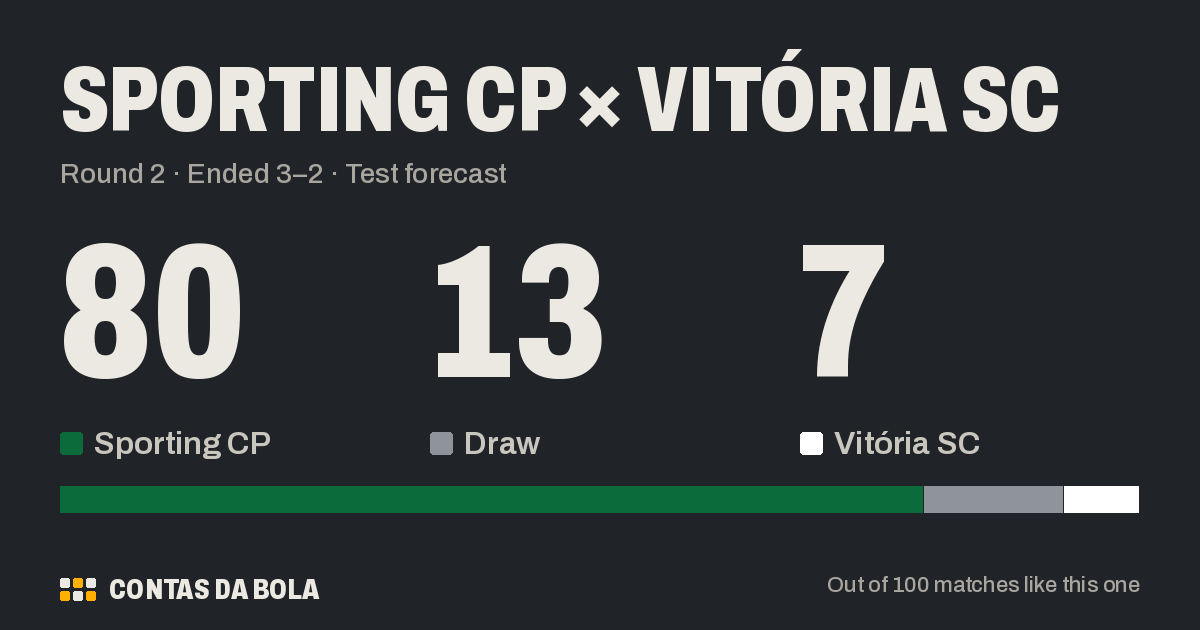 SPORTING CP × VITÓRIA SC
Round 2 · Ended 3–2 · Test forecast
80 13 7
Sporting CP Draw Vitória SC
CONTAS DA BOLA
Out of 100 matches like this one